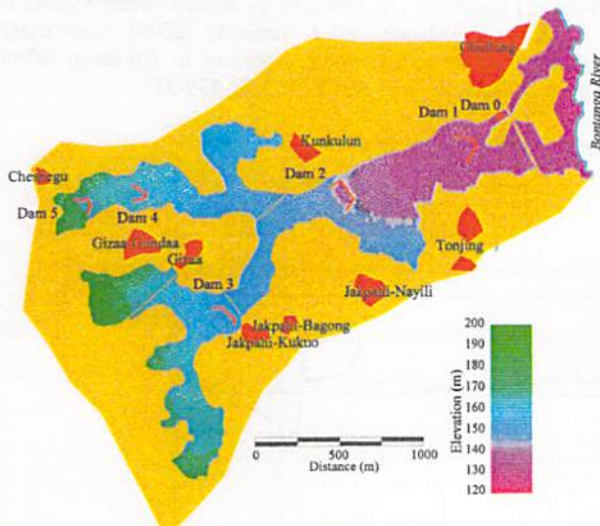 Gbullung
Dam 1 Dam 0
Bontanga River
Kunkulun
Dam 2
Dam 5
Dam 4
Gizaa Gundaa
Gizaa
Tonjing
Dam 3
Jakpahi-Nayili
Jakpahi-Bagong
Jakpahi-Kukuo
200
190
180
170
160
150
140
130
120
Elevation (m)
0 500 1000
Distance (m)